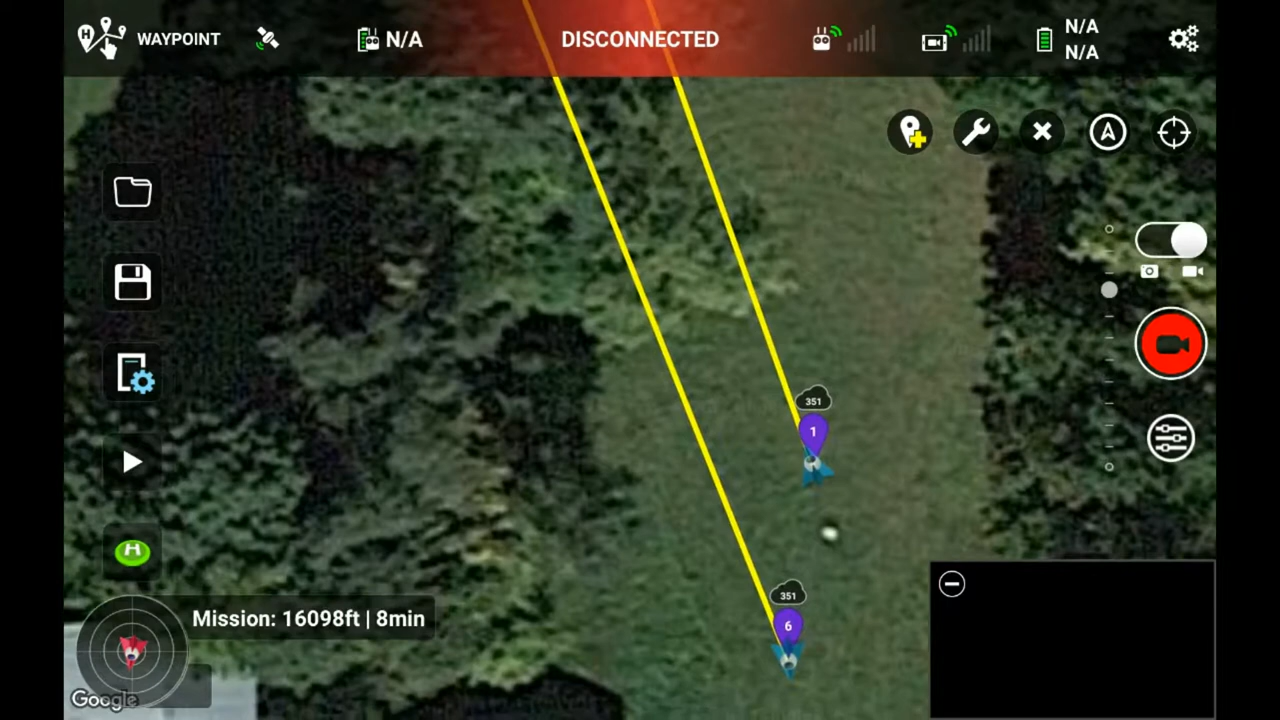 WAYPOINT
N/A
DISCONNECTED
N/A
N/A
A
351
1
351
6
H
Mission: 16098ft | 8min
Google